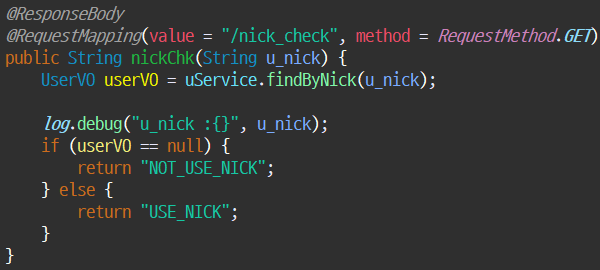 @ResponseBody
@RequestMapping(value = "/nick_check", method = RequestMethod.GET)
public String nickChk(String u_nick) {
    UserVO userVO = uService.findByNick(u_nick);

    log.debug("u_nick :{}", u_nick);
    if (userVO == null) {
        return "NOT_USE_NICK";
    } else {
        return "USE_NICK";
    }
}